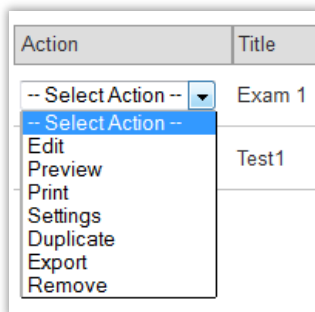 Action Title
-- Select Action -- Exam 1
-- Select Action --
Edit
Preview Test1
Print
Settings
Duplicate
Export
Remove